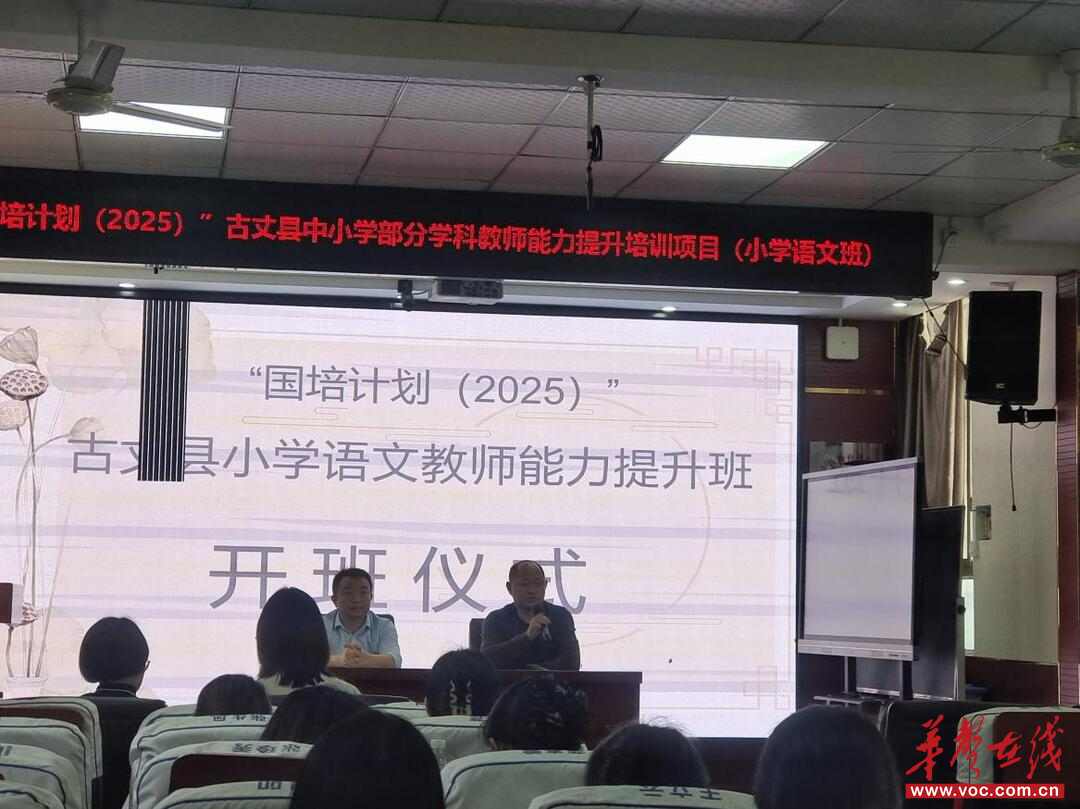 培计划（2025）”古丈县中小学部分学科教师能力提升培训项目（小学语文班）
“国培计划（2025）”
古丈县小学语文教师能力提升班
开班仪式
华声在线
www.voc.com.cn